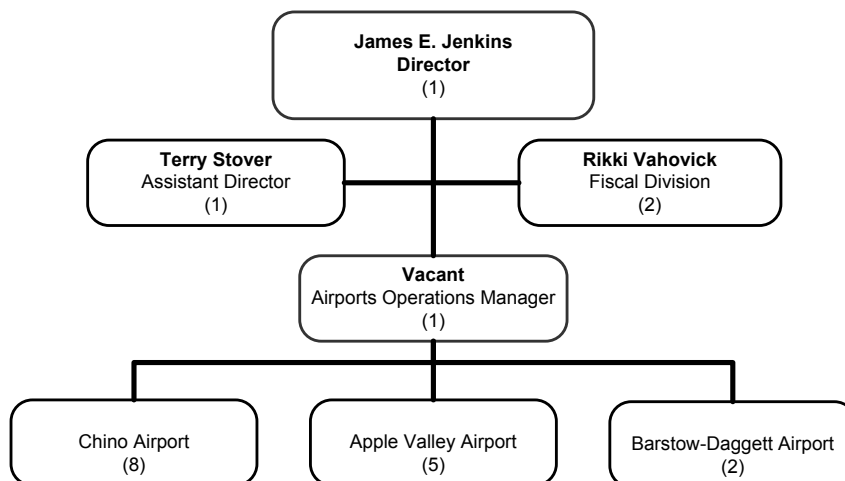 James E. Jenkins
Director
(1)
Terry Stover
Assistant Director
(1)
Rikki Vahovick
Fiscal Division
(2)
Vacant
Airports Operations Manager
(1)
Chino Airport
(8)
Apple Valley Airport
(5)
Barstow-Daggett Airport
(2)